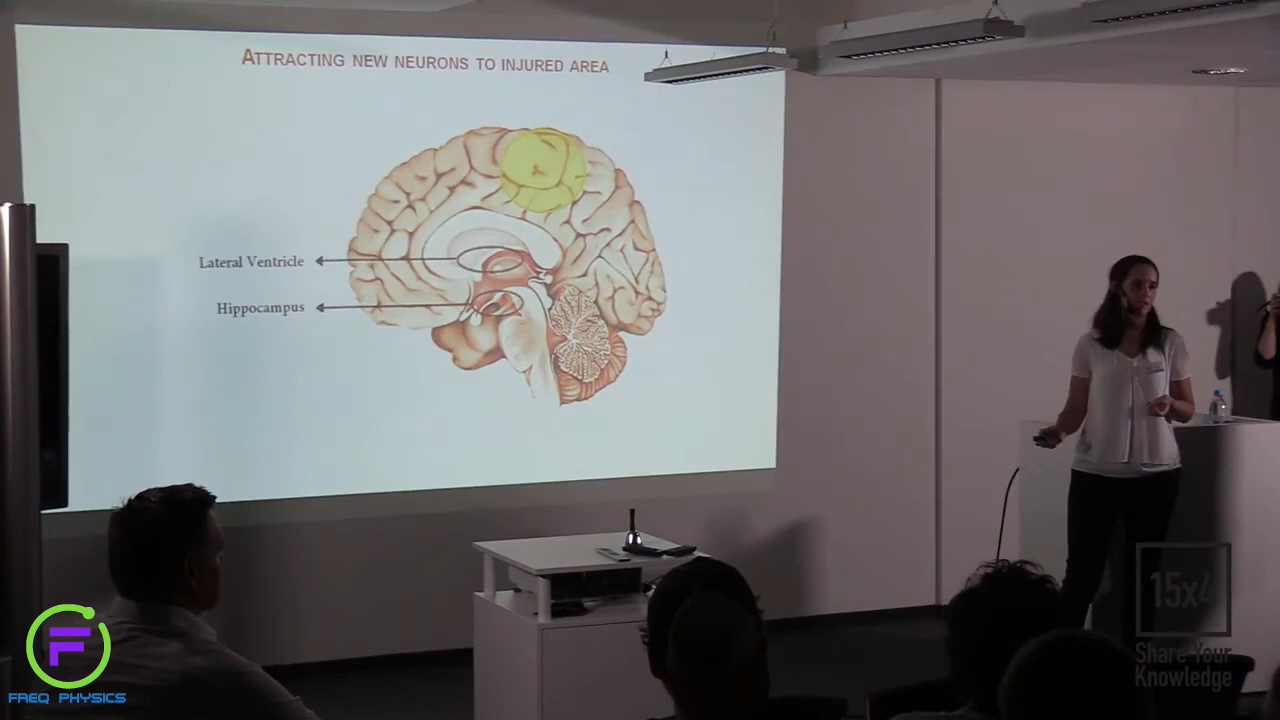 ATTRACTING NEW NEURONS TO INJURED AREA
Lateral Ventricle
Hippocampus
F
FREQ PHYSICS
15x4
Share Your
Knowledge